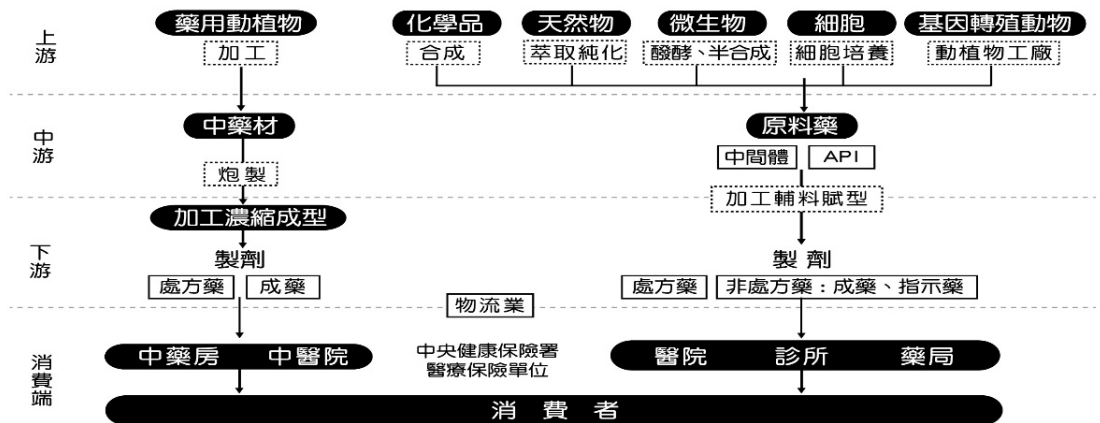 上游
藥用動植物
加工
化學品
合成
天然物
萃取純化
微生物
醱酵、半合成
細胞
細胞培養
基因轉殖動物
動植物工廠
中游
中藥材
炮製
原料藥
中間體
API
加工輔料賦型
下游
加工濃縮成型
製劑
處方藥
成藥
製劑
處方藥
非處方藥：成藥、指示藥
物流業
消費端
中藥房 中醫院
中央健康保險署
醫療保險單位
醫院 診所 藥局
消費者